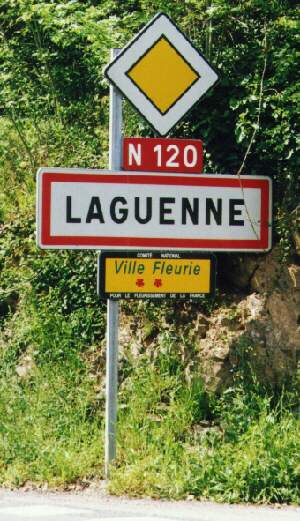 N 120
LAGUENNE
COMITÉ NATIONAL
Ville Fleurie
POUR LE FLEURISSEMENT DE LA FRANCE